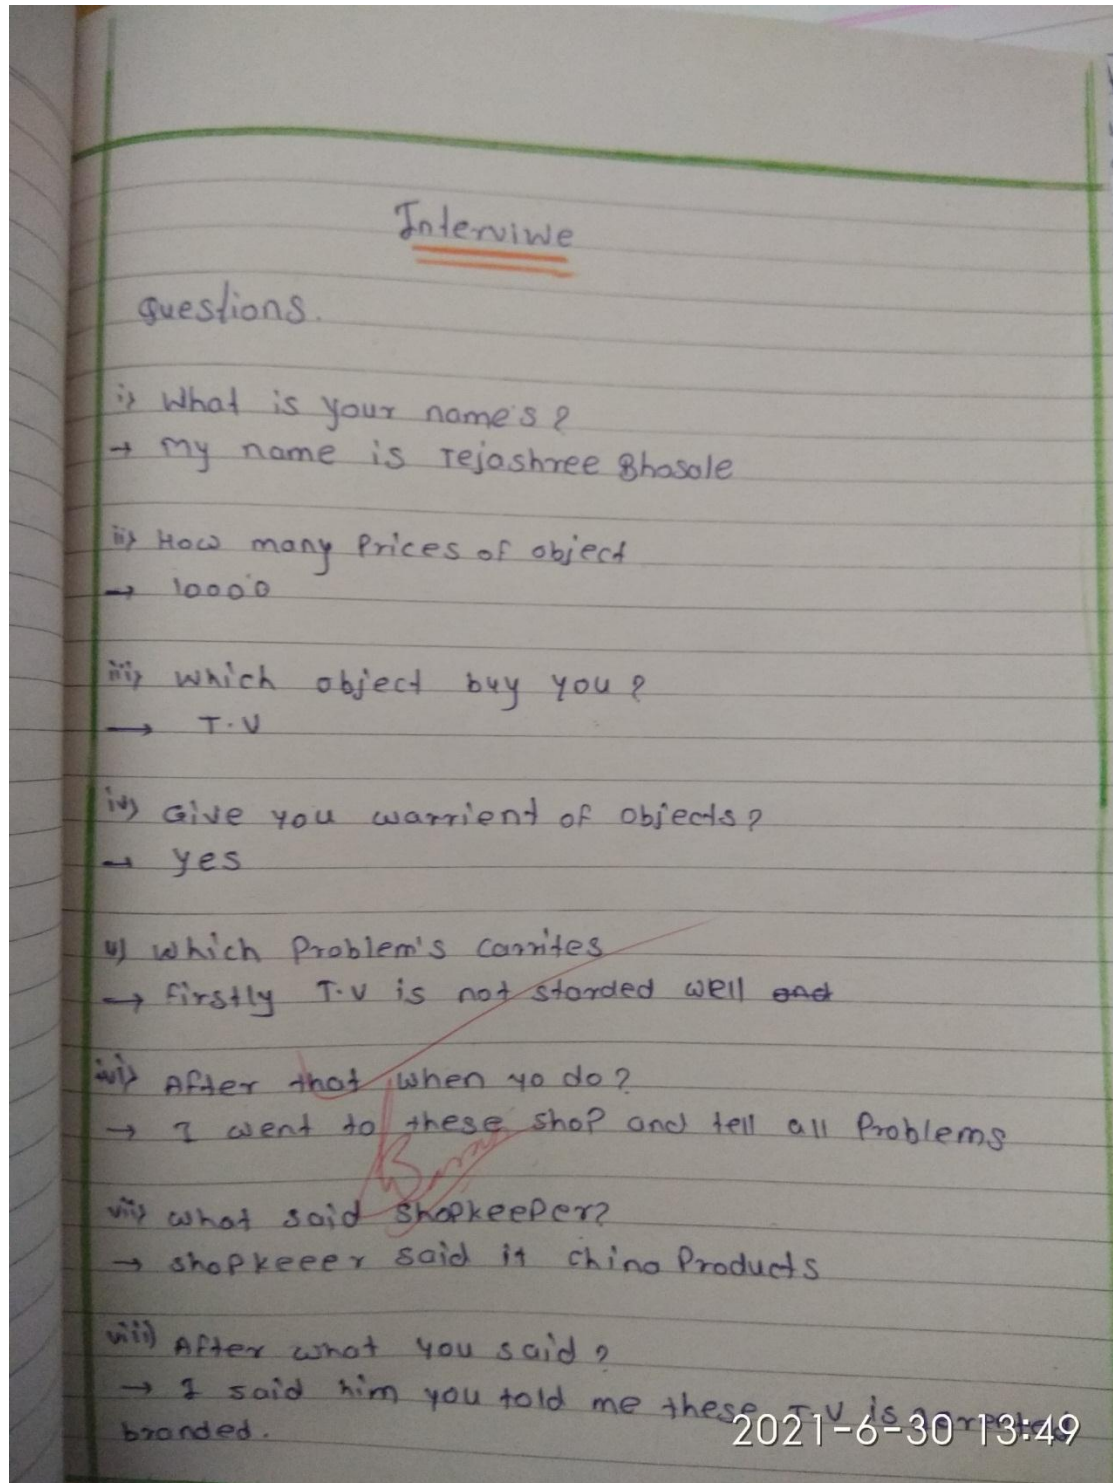 Interviwe
Questions.
i) What is your name's?
→ My name is Tejashree Bhosale
ii) How many Prices of object
→ 10000
iii) which object buy you?
→ T.V
iv) Give you warrient of objects?
→ yes
v) which Problem's carrites
→ firstly T.V is not starded well and
vi) After that when yo do?
→ I went to these shop and tell all Problems
vii) what said shopkeeper?
→ shopkeeer said it china Products
viii) After what you said?
→ I said him you told me these T.V is
branded.
2021-6-30 13:49